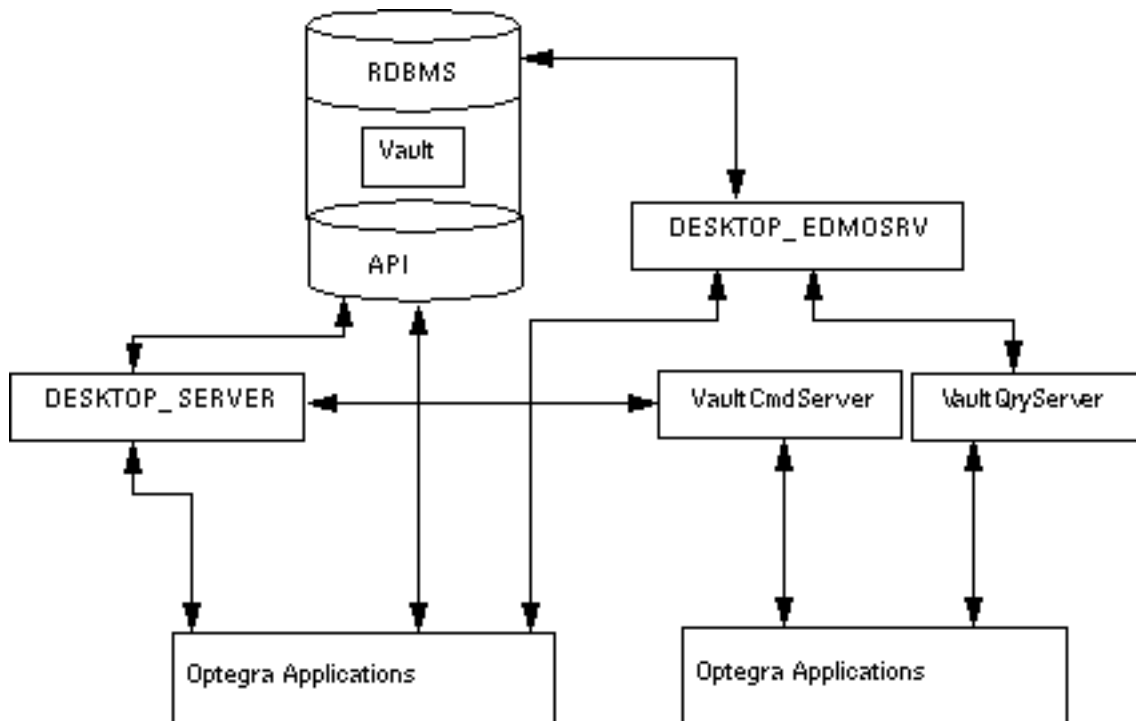 RDBMS
Vault
DESKTOP_EDMOSRV
API
DESKTOP_SERVER
VaultCmdServer
VaultQryServer
Optegra Applications
Optegra Applications